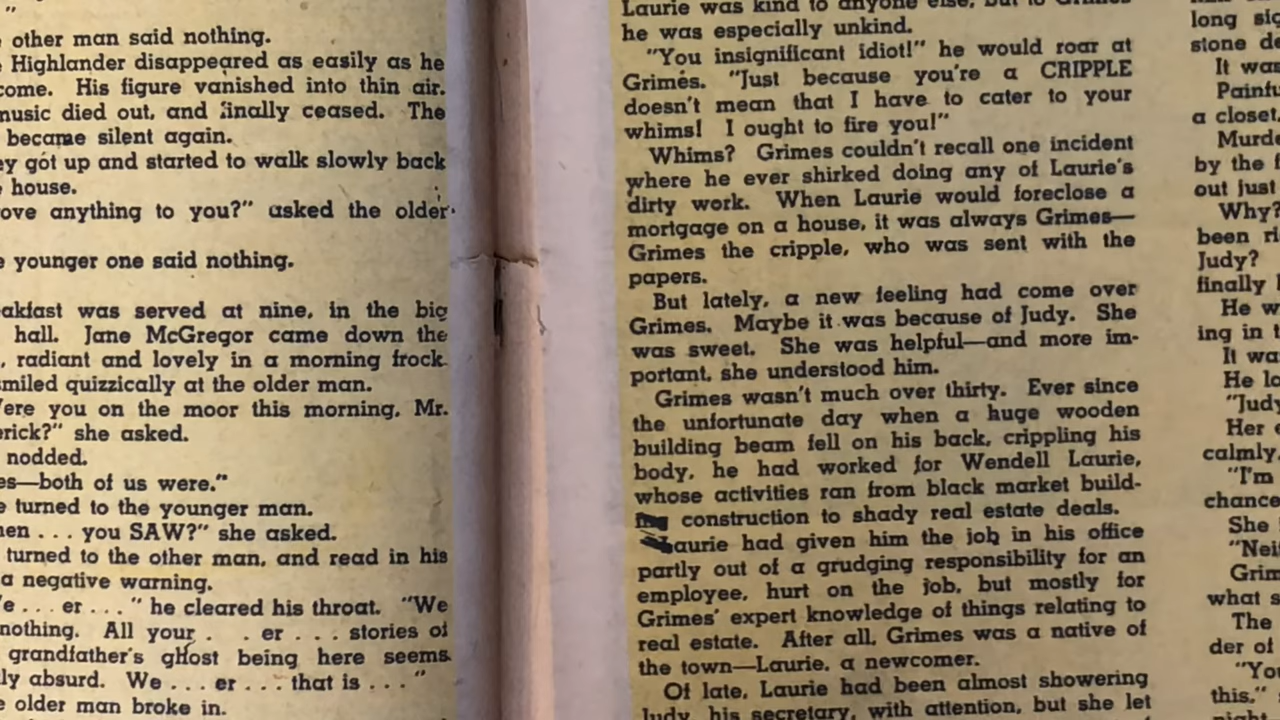 "
other man said nothing.
Highlander disappeared as easily as he
come. His figure vanished into thin air.
music died out, and finally ceased. The
became silent again.
ey got up and started to walk slowly back
house.
ove anything to you?" asked the older
younger one said nothing.
akfast was served at nine, in the big
hall. Jane McGregor came down the
, radiant and lovely in a morning frock.
smiled quizzically at the older man.
ere you on the moor this morning, Mr.
erick?" she asked.
nodded.
es—both of us were."
e turned to the younger man.
hen . . . you SAW?" she asked.
turned to the other man, and read in his
a negative warning.
e . . . er . . . " he cleared his throat. "We
nothing. All your . . er . . . stories of
grandfather's ghost being here seems
ly absurd. We . . . er . . . that is . . . "
e older man broke in.
Laurie was kind to anyone else, but to Grimes
he was especially unkind.
"You insignificant idiot!" he would roar at
Grimes. "Just because you're a CRIPPLE
doesn't mean that I have to cater to your
whims! I ought to fire you!"
Whims? Grimes couldn't recall one incident
where he ever shirked doing any of Laurie's
dirty work. When Laurie would foreclose a
mortgage on a house, it was always Grimes—
Grimes the cripple, who was sent with the
papers.
But lately, a new feeling had come over
Grimes. Maybe it was because of Judy. She
was sweet. She was helpful—and more im-
portant, she understood him.
Grimes wasn't much over thirty. Ever since
the unfortunate day when a huge wooden
building beam fell on his back, crippling his
body, he had worked for Wendell Laurie,
whose activities ran from black market build-
ing construction to shady real estate deals.
Laurie had given him the job in his office
partly out of a grudging responsibility for an
employee, hurt on the job, but mostly for
Grimes' expert knowledge of things relating to
real estate. After all, Grimes was a native of
the town—Laurie, a newcomer.
Of late, Laurie had been almost showering
Judy, his secretary, with attention, but she let
long sig
stone de
It was
Painfu
a closet.
Murde
by the f
out just
Why?
been ri
Judy?
finally l
He w
ing in t
It wa
He lo
"Judy
Her e
calmly.
"I'm
chance
She
"Nei
Grim
what s
The
der of
"You
this."